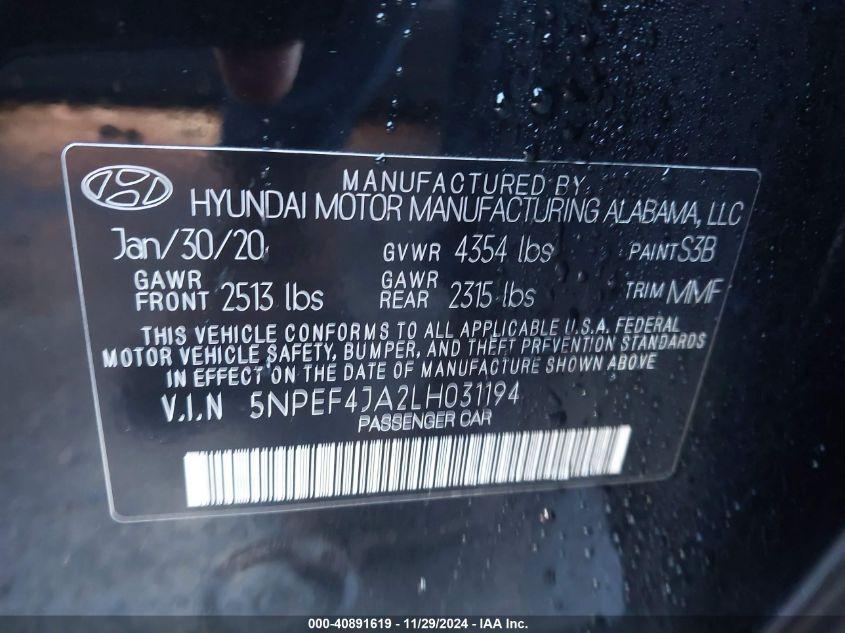 MANUFACTURED BY
HYUNDAI MOTOR MANUFACTURING ALABAMA, LLC
Jan/30/20 GVWR 4354 lbs PAINT S3B
GAWR FRONT 2513 lbs GAWR REAR 2315 lbs TRIM MMF
THIS VEHICLE CONFORMS TO ALL APPLICABLE U.S.A. FEDERAL
MOTOR VEHICLE SAFETY, BUMPER, AND THEFT PREVENTION STANDARDS
IN EFFECT ON THE DATE OF MANUFACTURE SHOWN ABOVE
V.I.N 5NPEF4JA2LH031194
PASSENGER CAR
000-40891619 - 11/29/2024 - IAA Inc.